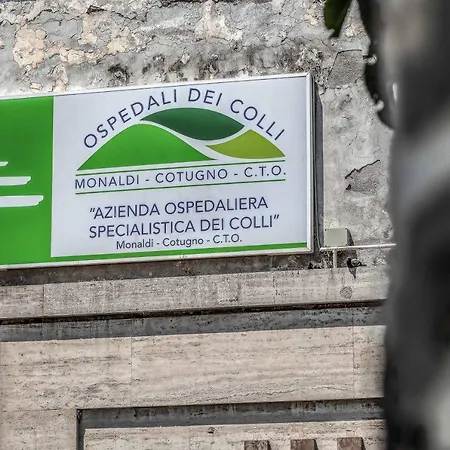 OSPEDALI DEI COLLI
MONALDI - COTUGNO - C.T.O.
"AZIENDA OSPEDALIERA
SPECIALISTICA DEI COLLI"
Monaldi - Cotugno - C.T.O.